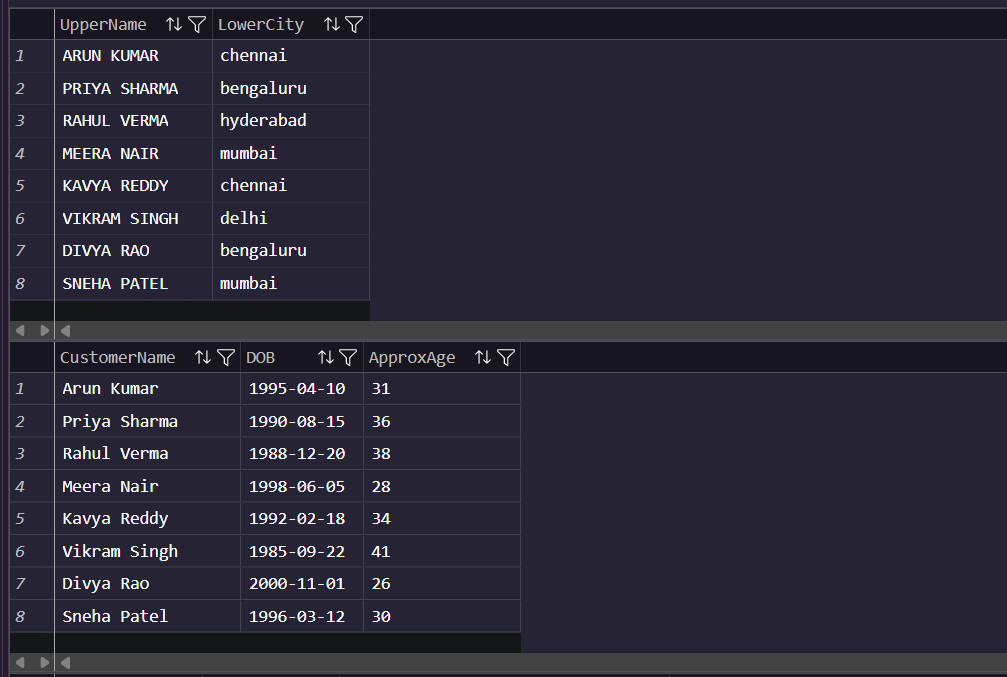 UpperName LowerCity
1 ARUN KUMAR chennai
2 PRIYA SHARMA bengaluru
3 RAHUL VERMA hyderabad
4 MEERA NAIR mumbai
5 KAVYA REDDY chennai
6 VIKRAM SINGH delhi
7 DIVYA RAO bengaluru
8 SNEHA PATEL mumbai
CustomerName DOB ApproxAge
1 Arun Kumar 1995-04-10 31
2 Priya Sharma 1990-08-15 36
3 Rahul Verma 1988-12-20 38
4 Meera Nair 1998-06-05 28
5 Kavya Reddy 1992-02-18 34
6 Vikram Singh 1985-09-22 41
7 Divya Rao 2000-11-01 26
8 Sneha Patel 1996-03-12 30